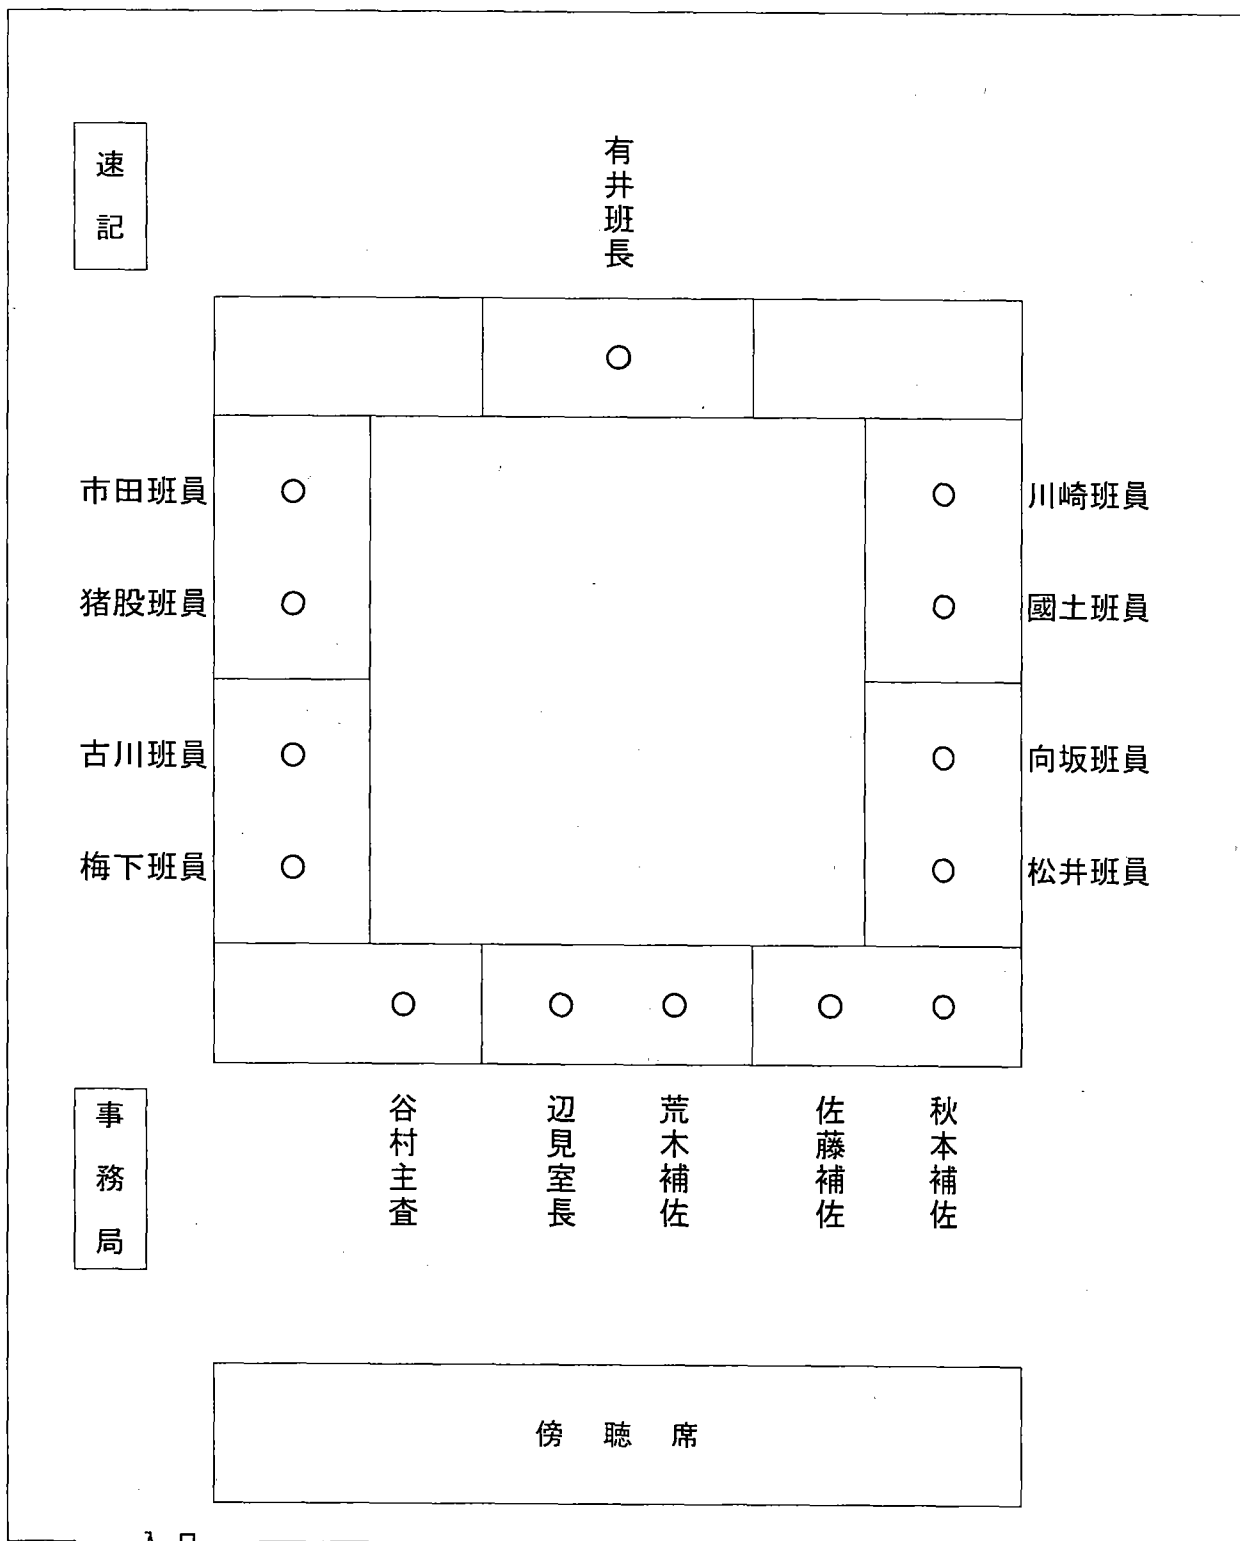 速記
有井班長
市田班員
川崎班員
猪股班員
國土班員
古川班員
向坂班員
梅下班員
松井班員
事務局
谷村主査
辺見室長
荒木補佐
佐藤補佐
秋本補佐
傍聴席
入口